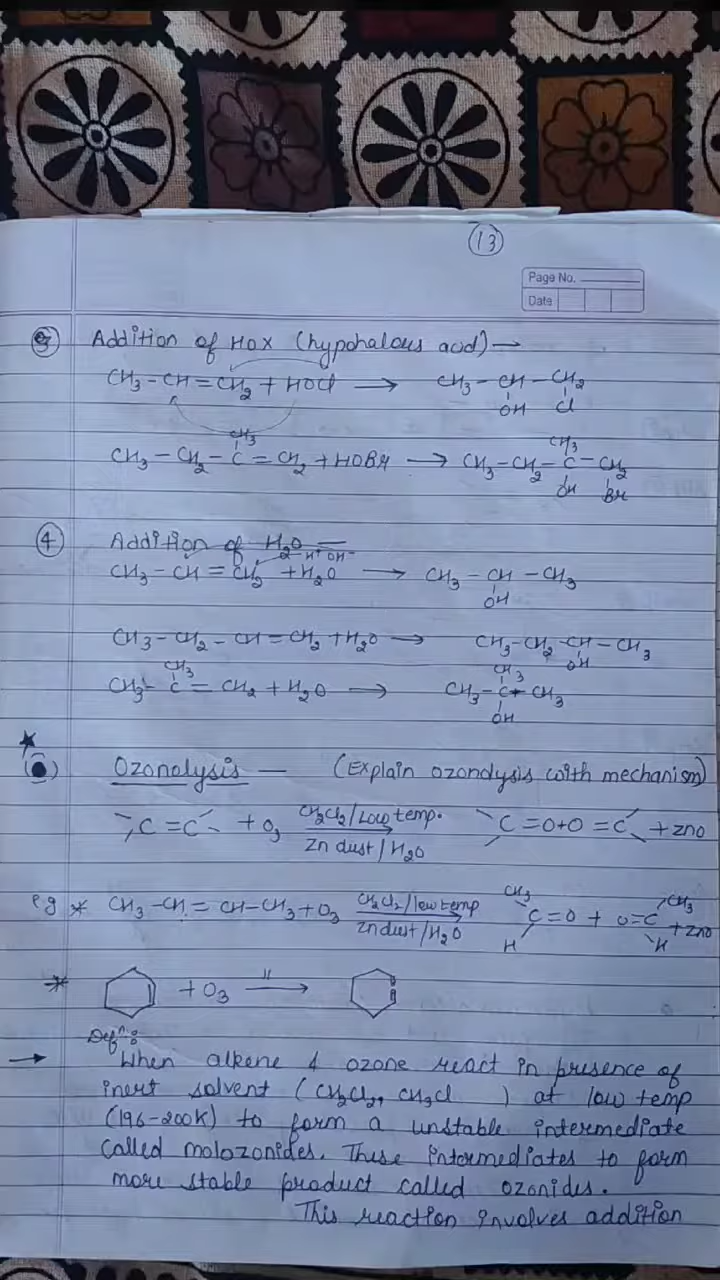 (13)
Page No.
Date
(3) Addition of HOX (hypohalous acid) →
CH3-CH=CH2 + HOCl → CH3-CH-CH2
OH Cl
CH3
CH3
CH3-CH2-C=CH2 + HOBr → CH3-CH2-C-CH2
OH Br
(4) Addition of H2O =
H+ OH-
CH3-CH=CH2 + H2O → CH3-CH-CH3
OH
CH3-CH2-CH=CH2 + H2O → CH3-CH2-CH-CH3
OH
CH3 CH3
CH3-C=CH2 + H2O → CH3-C-CH3
OH
Ozonolysis — (Explain ozonolysis with mechanism)
C=C + O3 CH2Cl2/Low temp. C=O+O=C + ZnO
Zn dust/H2O
eg * CH3-CH=CH-CH3+O3 CH2Cl2/low temp CH3 C=O + O=C CH3 +ZnO
Zn dust/H2O H H
* + O3 " →
Defn:-
→ When alkene & ozone react in presence of
inert solvent (CH2Cl2, CH3Cl ) at low temp
(196-200K) to form a unstable intermediate
called molozonides. These intermediates to form
more stable product called ozonides.
This reaction involves addition